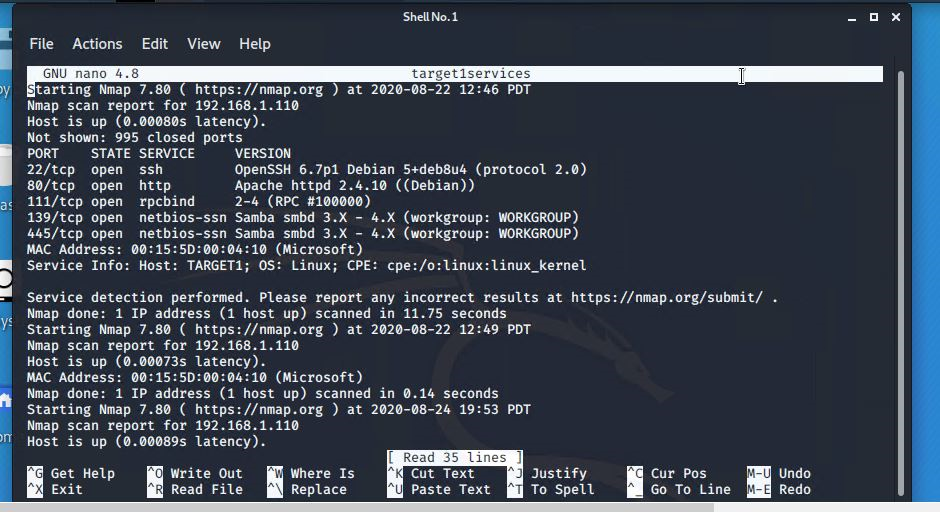 Shell No. 1
File Actions Edit View Help
GNU nano 4.8 target1services
Starting Nmap 7.80 ( https://nmap.org ) at 2020-08-22 12:46 PDT
Nmap scan report for 192.168.1.110
Host is up (0.00080s latency).
Not shown: 995 closed ports
PORT STATE SERVICE VERSION
22/tcp open ssh OpenSSH 6.7p1 Debian 5+deb8u4 (protocol 2.0)
80/tcp open http Apache httpd 2.4.10 ((Debian))
111/tcp open rpcbind 2-4 (RPC #100000)
139/tcp open netbios-ssn Samba smbd 3.X - 4.X (workgroup: WORKGROUP)
445/tcp open netbios-ssn Samba smbd 3.X - 4.X (workgroup: WORKGROUP)
MAC Address: 00:15:5D:00:04:10 (Microsoft)
Service Info: Host: TARGET1; OS: Linux; CPE: cpe:/o:linux:linux_kernel
Service detection performed. Please report any incorrect results at https://nmap.org/submit/ .
Nmap done: 1 IP address (1 host up) scanned in 11.75 seconds
Starting Nmap 7.80 ( https://nmap.org ) at 2020-08-22 12:49 PDT
Nmap scan report for 192.168.1.110
Host is up (0.00073s latency).
MAC Address: 00:15:5D:00:04:10 (Microsoft)
Nmap done: 1 IP address (1 host up) scanned in 0.14 seconds
Starting Nmap 7.80 ( https://nmap.org ) at 2020-08-24 19:53 PDT
Nmap scan report for 192.168.1.110
Host is up (0.00089s latency).
[ Read 35 lines ]
^G Get Help ^O Write Out ^W Where Is ^K Cut Text ^J Justify ^C Cur Pos M-U Undo
^X Exit ^R Read File ^\ Replace ^U Paste Text ^T To Spell ^_ Go To Line M-E Redo